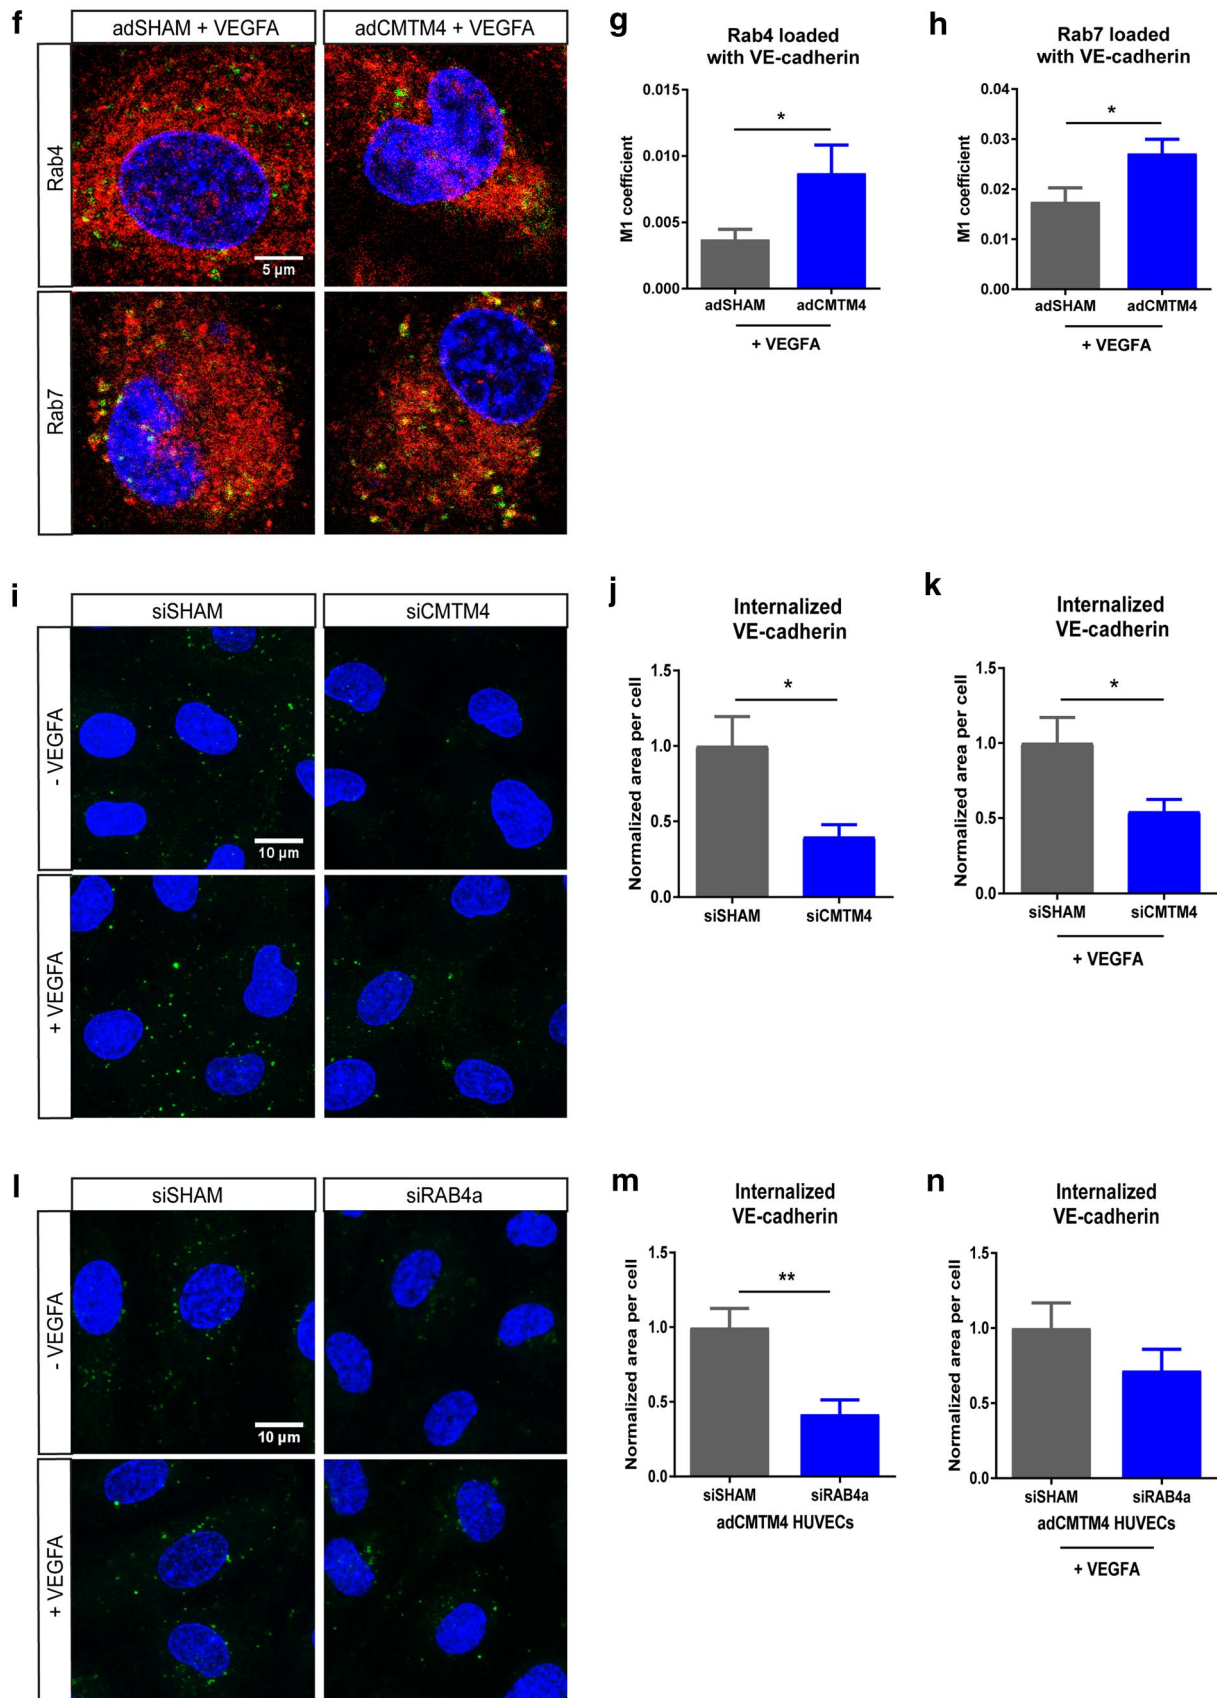 f
adSHAM + VEGFA
adCMTM4 + VEGFA
Rab4
5 µm
Rab7
g
Rab4 loaded
with VE-cadherin
M1 coefficient
0.015
0.010
0.005
0.000
*
adSHAM
adCMTM4
+ VEGFA
h
Rab7 loaded
with VE-cadherin
M1 coefficient
0.04
0.03
0.02
0.01
0.00
*
adSHAM
adCMTM4
+ VEGFA
i
siSHAM
siCMTM4
- VEGFA
10 µm
+ VEGFA
j
Internalized
VE-cadherin
Normalized area per cell
1.5
1.0
0.5
0.0
*
siSHAM
siCMTM4
k
Internalized
VE-cadherin
Normalized area per cell
1.5
1.0
0.5
0.0
*
siSHAM
siCMTM4
+ VEGFA
l
siSHAM
siRAB4a
- VEGFA
10 µm
+ VEGFA
m
Internalized
VE-cadherin
Normalized area per cell
1.5
1.0
0.5
0.0
**
siSHAM
siRAB4a
adCMTM4 HUVECs
n
Internalized
VE-cadherin
Normalized area per cell
1.5
1.0
0.5
0.0
siSHAM
siRAB4a
adCMTM4 HUVECs
+ VEGFA